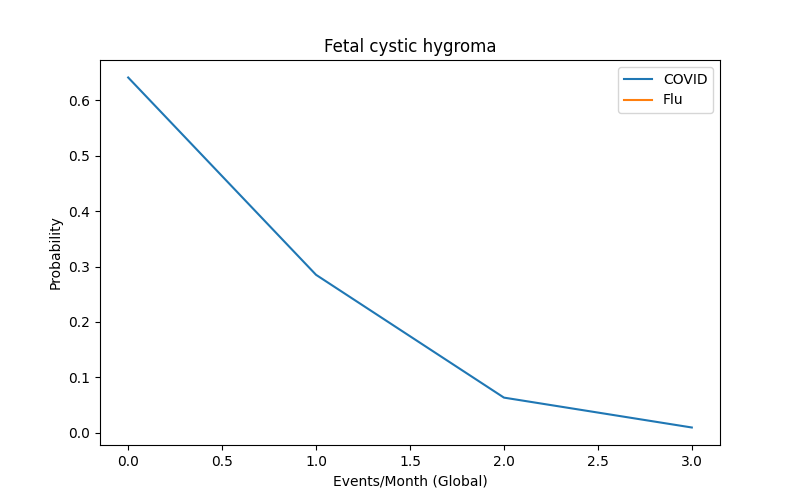 Fetal cystic hygroma
COVID
Flu
Probability
0.6
0.5
0.4
0.3
0.2
0.1
0.0
0.0 0.5 1.0 1.5 2.0 2.5 3.0
Events/Month (Global)